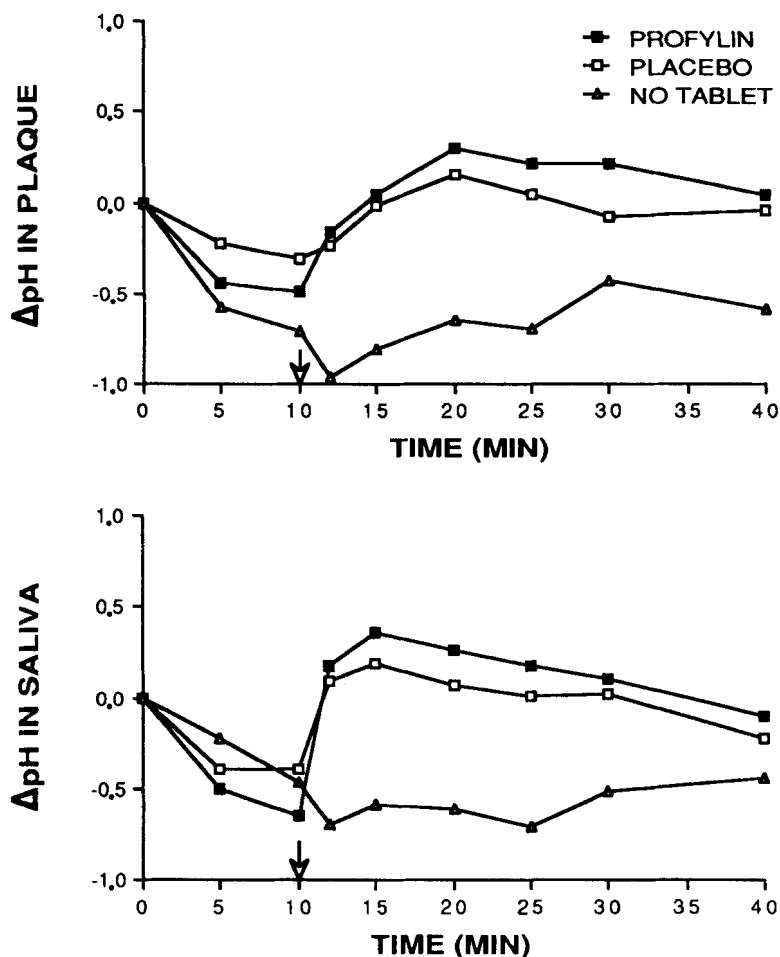 1,0
PROFYLIN
PLACEBO
NO TABLET
0,5
0,0
-0,5
-1,0
ΔpH IN PLAQUE
0 5 10 15 20 25 30 35 40
TIME (MIN)
1,0
0,5
0,0
-0,5
-1,0
ΔpH IN SALIVA
0 5 10 15 20 25 30 35 40
TIME (MIN)